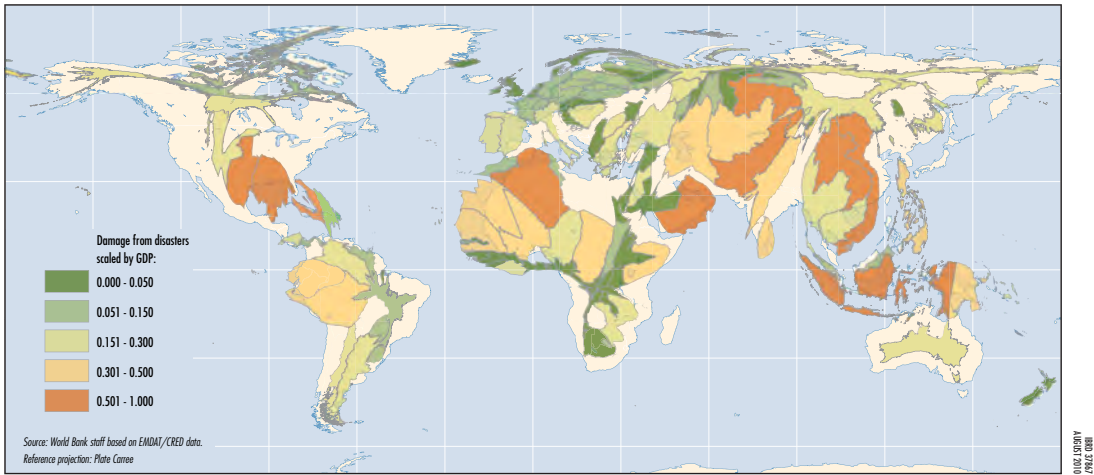 Damage from disasters
scaled by GDP:
0.000 - 0.050
0.051 - 0.150
0.151 - 0.300
0.301 - 0.500
0.501 - 1.000
Source: World Bank staff based on EMDAT/CRED data.
Reference projection: Plate Carree
IBRD 37867
AUGUST 2010